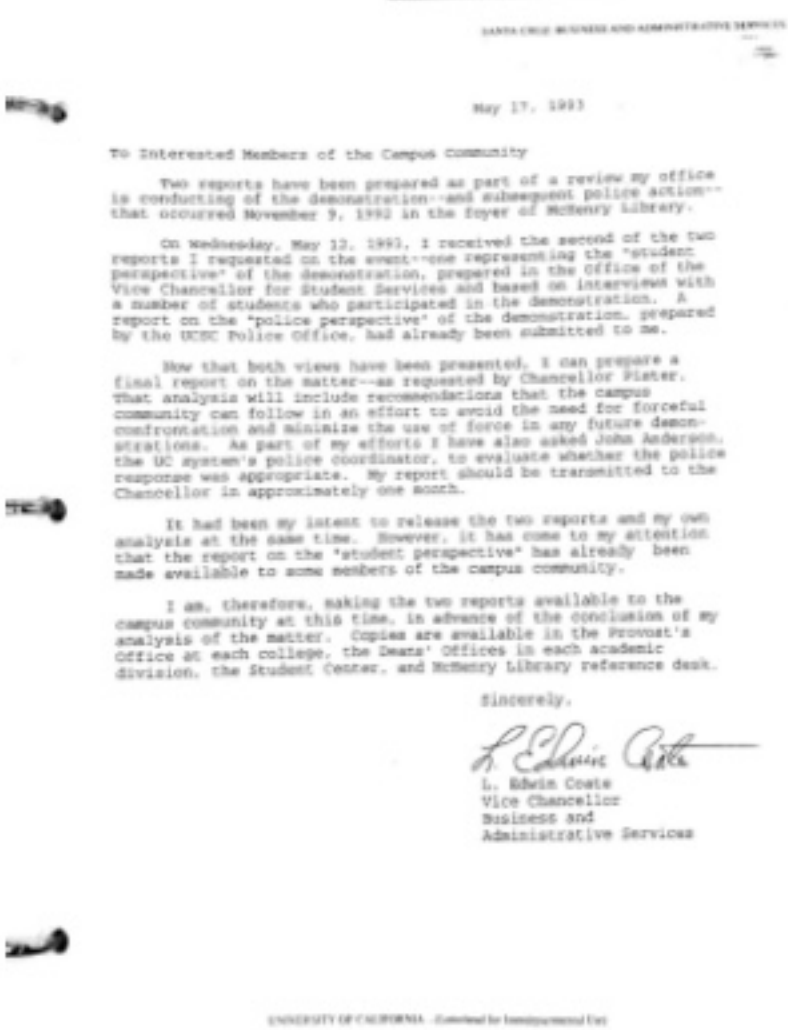 SANTA CRUZ: BUSINESS AND ADMINISTRATIVE SERVICES
May 17, 1993
To Interested Members of the Campus Community
Two reports have been prepared as part of a review my office
is conducting of the demonstration--and subsequent police action--
that occurred November 9, 1992 in the foyer of McHenry Library.
On Wednesday, May 12, 1993, I received the second of the two
reports I requested on the event--one representing the "student
perspective" of the demonstration, prepared in the Office of the
Vice Chancellor for Student Services and based on interviews with
a number of students who participated in the demonstration. A
report on the "police perspective" of the demonstration, prepared
by the UCSC Police Office, had already been submitted to me.
Now that both views have been presented, I can prepare a
final report on the matter--as requested by Chancellor Pister.
That analysis will include recommendations that the campus
community can follow in an effort to avoid the need for forceful
confrontation and minimize the use of force in any future demon-
strations. As part of my efforts I have also asked John Anderson,
the UC system's police coordinator, to evaluate whether the police
response was appropriate. My report should be transmitted to the
Chancellor in approximately one month.
It had been my intent to release the two reports and my own
analysis at the same time. However, it has come to my attention
that the report on the "student perspective" has already been
made available to some members of the campus community.
I am, therefore, making the two reports available to the
campus community at this time, in advance of the conclusion of my
analysis of the matter. Copies are available in the Provost's
Office at each college, the Deans' Offices in each academic
division, the Student Center, and McHenry Library reference desk.
Sincerely,
L. Edwin Coate
L. Edwin Coate
Vice Chancellor
Business and
Administrative Services
UNIVERSITY OF CALIFORNIA - (Letterhead for Interdepartmental Use)